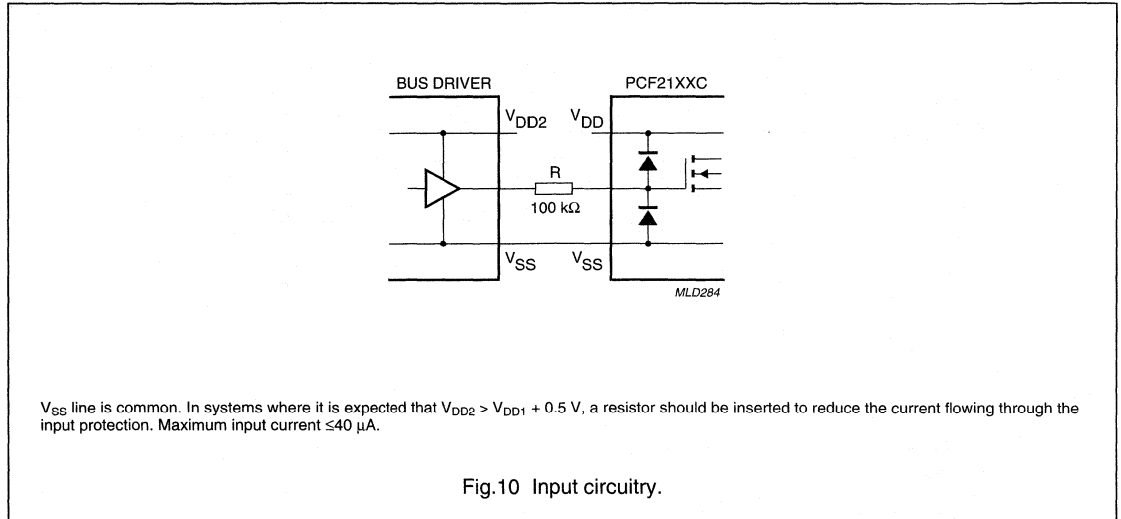 BUS DRIVER PCF21XXC
VDD2 VDD
R
100 kΩ
VSS VSS
MLD284
VSS line is common. In systems where it is expected that VDD2 > VDD1 + 0.5 V, a resistor should be inserted to reduce the current flowing through the
input protection. Maximum input current ≤40 μA.
Fig.10 Input circuitry.